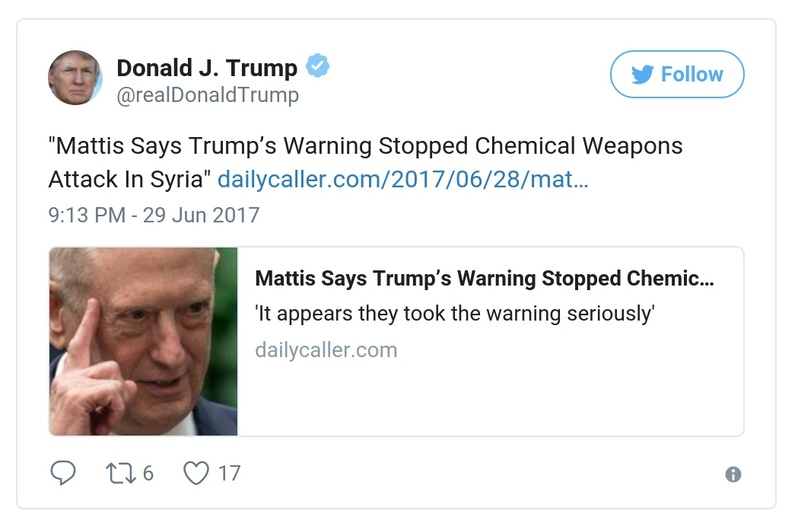 Donald J. Trump
Follow
@realDonaldTrump
"Mattis Says Trump’s Warning Stopped Chemical Weapons
Attack In Syria" dailycaller.com/2017/06/28/mat…
9:13 PM - 29 Jun 2017
Mattis Says Trump’s Warning Stopped Chemic…
'It appears they took the warning seriously'
dailycaller.com
6
17